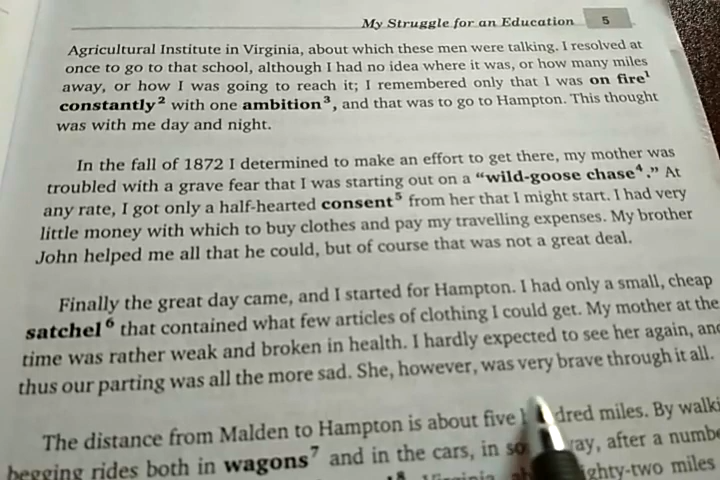 My Struggle for an Education 5
Agricultural Institute in Virginia, about which these men were talking. I resolved at
once to go to that school, although I had no idea where it was, or how many miles
away, or how I was going to reach it; I remembered only that I was on fire¹
constantly² with one ambition³, and that was to go to Hampton. This thought
was with me day and night.
In the fall of 1872 I determined to make an effort to get there, my mother was
troubled with a grave fear that I was starting out on a “wild-goose chase⁴.” At
any rate, I got only a half-hearted consent⁵ from her that I might start. I had very
little money with which to buy clothes and pay my travelling expenses. My brother
John helped me all that he could, but of course that was not a great deal.
Finally the great day came, and I started for Hampton. I had only a small, cheap
satchel⁶ that contained what few articles of clothing I could get. My mother at the
time was rather weak and broken in health. I hardly expected to see her again, and
thus our parting was all the more sad. She, however, was very brave through it all.
The distance from Malden to Hampton is about five miles. By
begging rides both in wagons⁷ and in the cars, in after a
8 Virginia miles